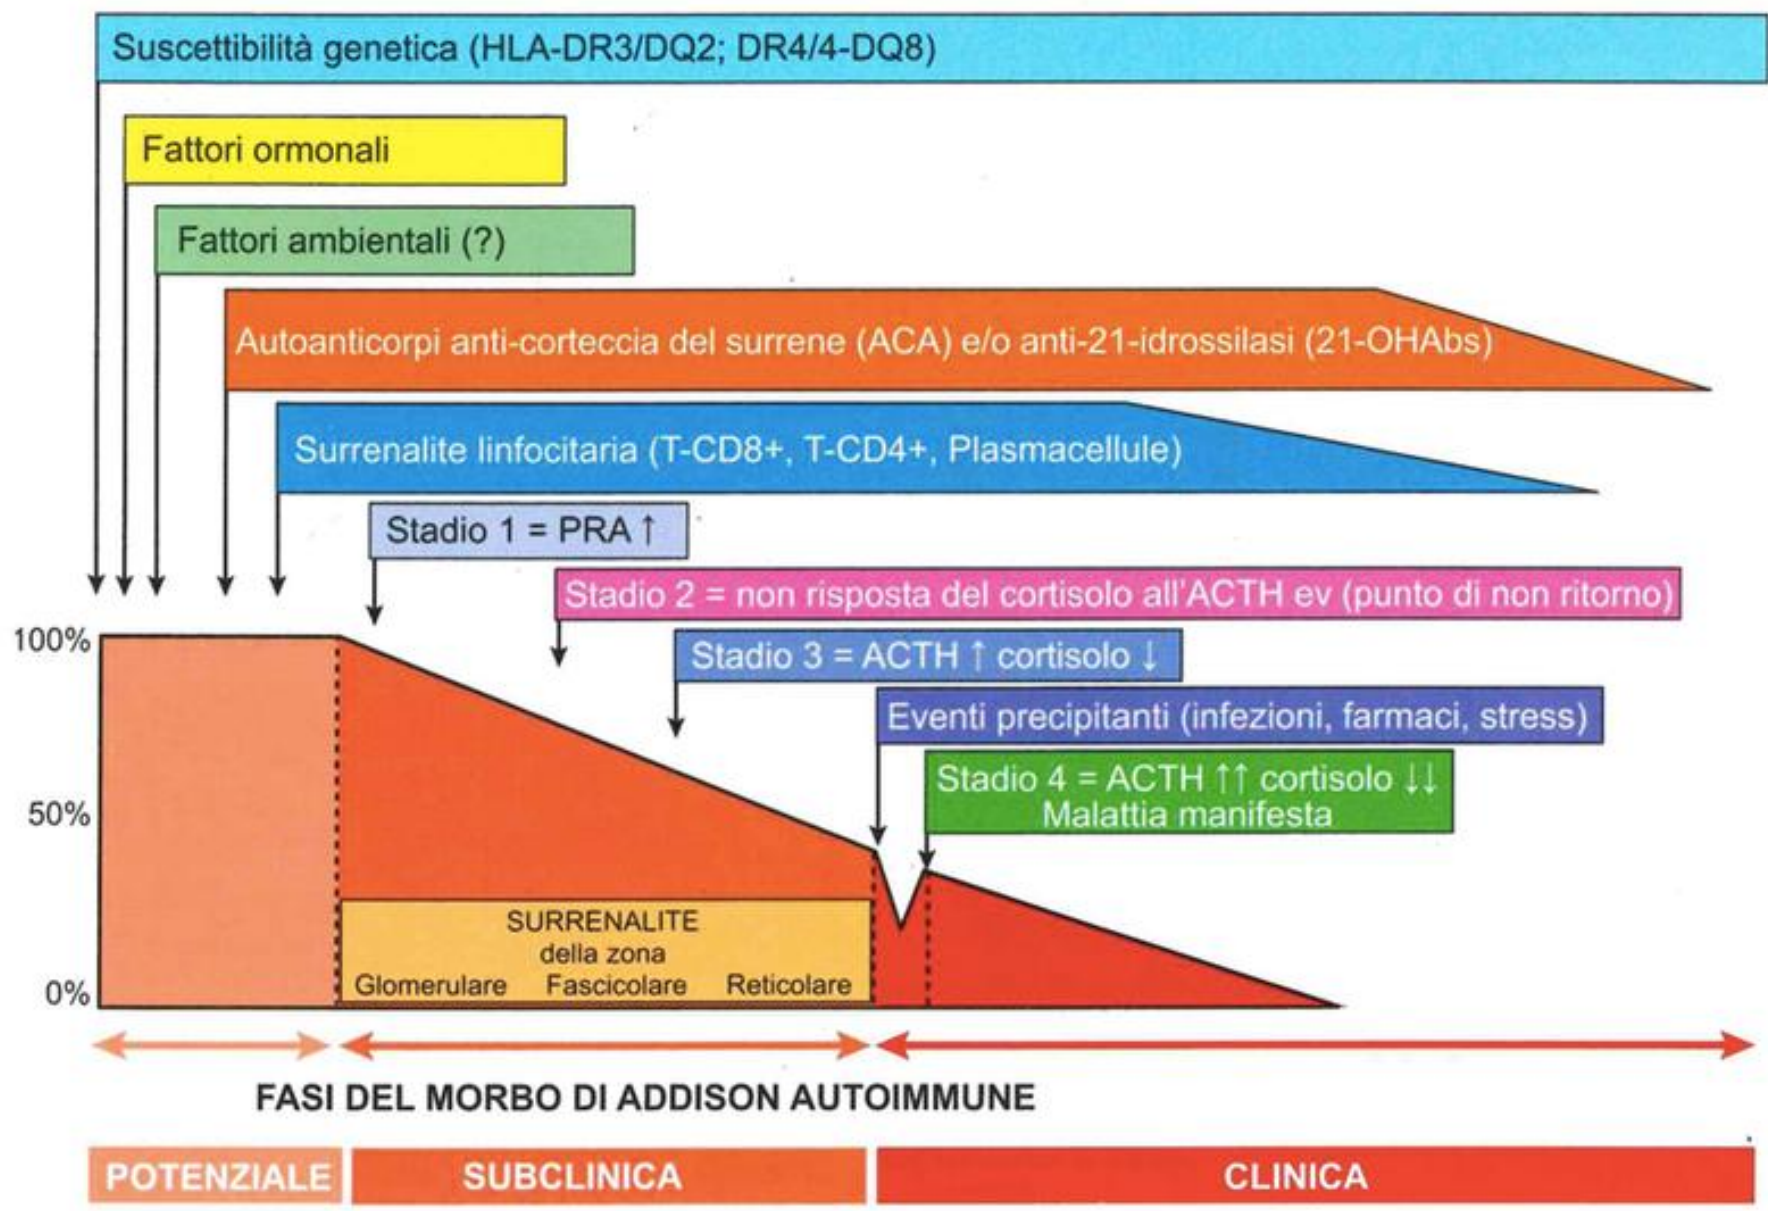 Suscettibilità genetica (HLA-DR3/DQ2; DR4/4-DQ8)
Fattori ormonali
Fattori ambientali (?)
Autoanticorpi anti-corteccia del surrene (ACA) e/o anti-21-idrossilasi (21-OHAbs)
Surrenalite linfocitaria (T-CD8+, T-CD4+, Plasmacellule)
Stadio 1 = PRA ↑
Stadio 2 = non risposta del cortisolo all'ACTH ev (punto di non ritorno)
Stadio 3 = ACTH ↑ cortisolo ↓
Eventi precipitanti (infezioni, farmaci, stress)
Stadio 4 = ACTH ↑↑ cortisolo ↓↓
Malattia manifesta
100%
50%
0%
SURRENALITE
della zona
Glomerulare Fascicolare Reticolare
FASI DEL MORBO DI ADDISON AUTOIMMUNE
POTENZIALE SUBCLINICA CLINICA